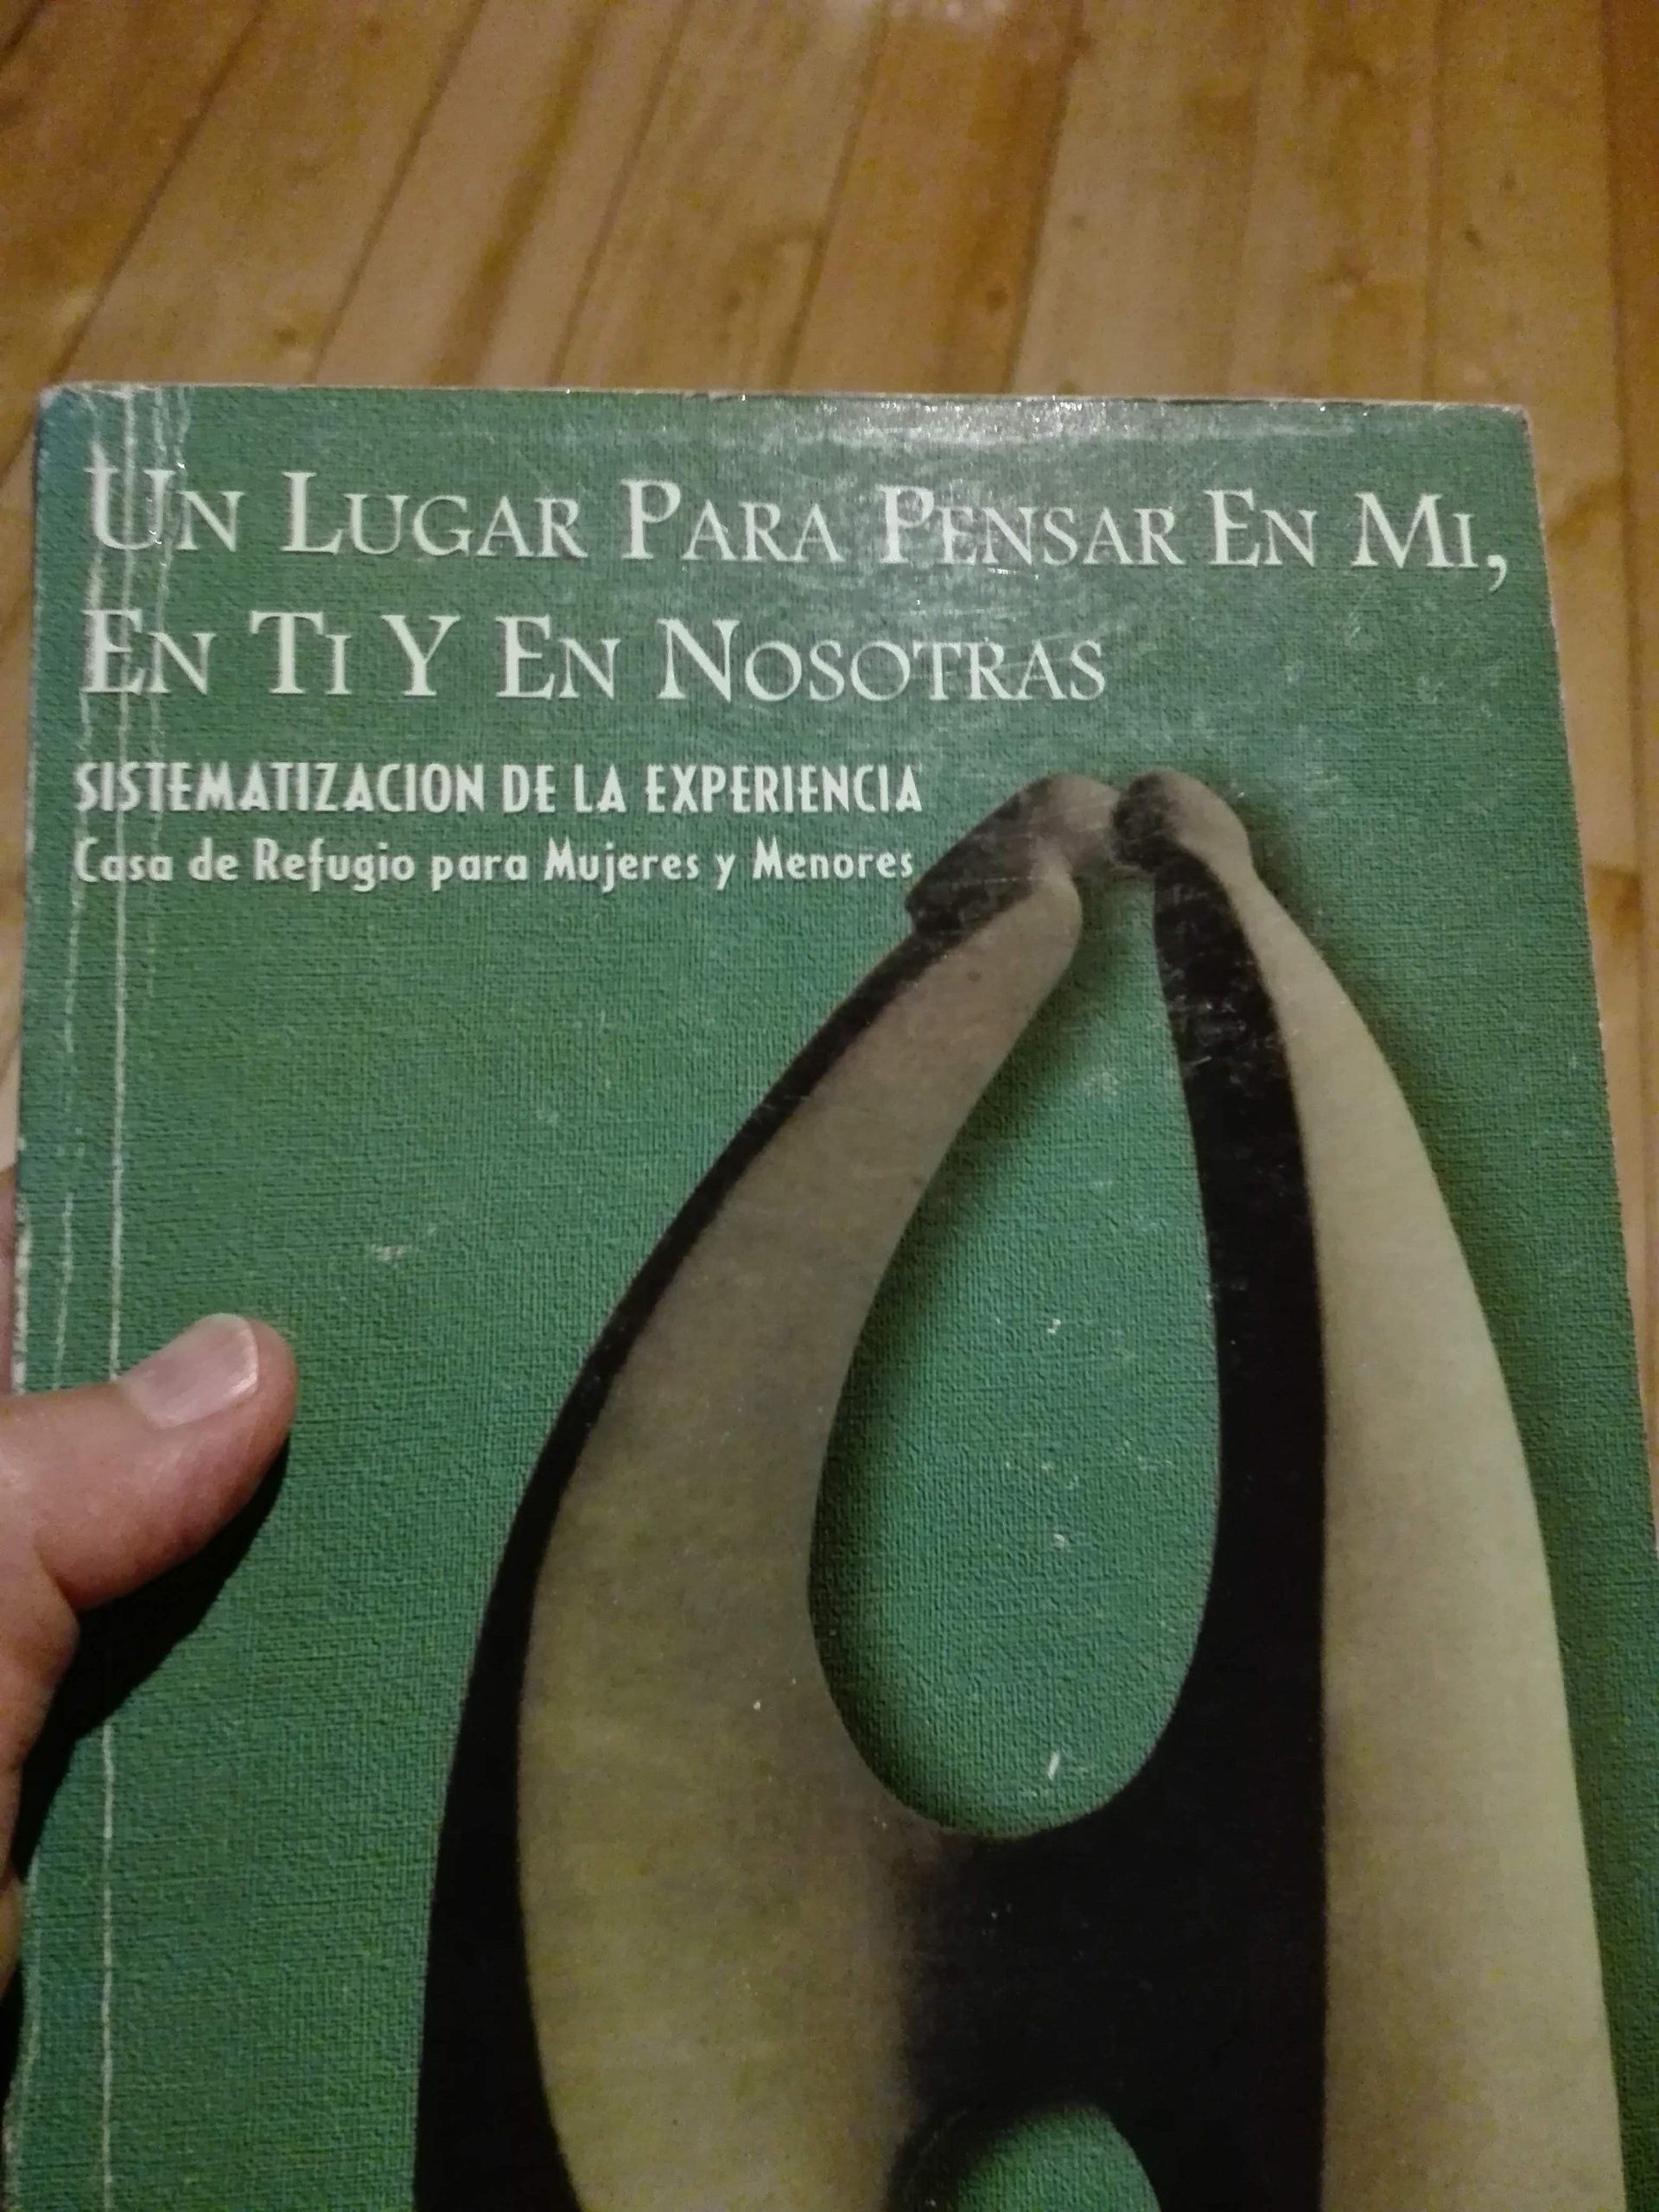 Un Lugar Para Pensar En Mi,
En Ti Y En Nosotras
SISTEMATIZACION DE LA EXPERIENCIA
Casa de Refugio para Mujeres y Menores